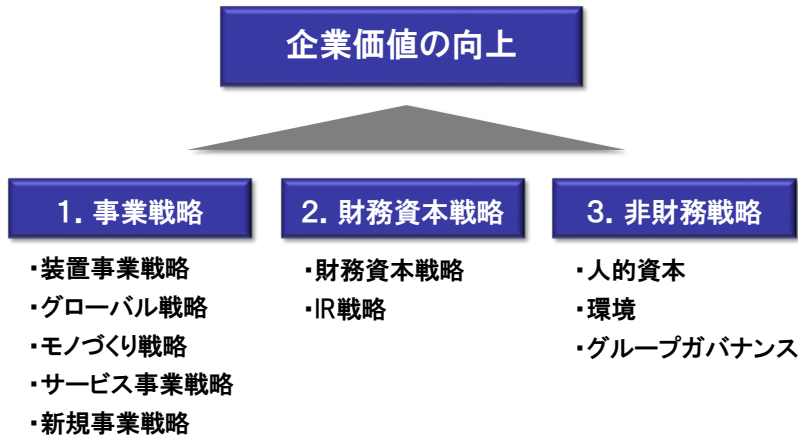 企業価値の向上
1. 事業戦略
・装置事業戦略
・グローバル戦略
・モノづくり戦略
・サービス事業戦略
・新規事業戦略
2. 財務資本戦略
・財務資本戦略
・IR戦略
3. 非財務戦略
・人的資本
・環境
・グループガバナンス